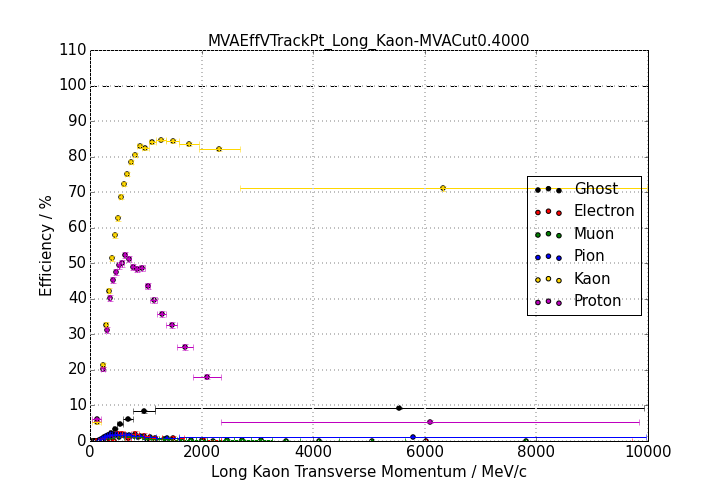 MVAEffVTrackPt_Long_Kaon-MVACut0.4000
110
100
90
80
70
60
50
40
30
20
10
0
Efficiency / %
Ghost
Electron
Muon
Pion
Kaon
Proton
0 2000 4000 6000 8000 10000
Long Kaon Transverse Momentum / MeV/c